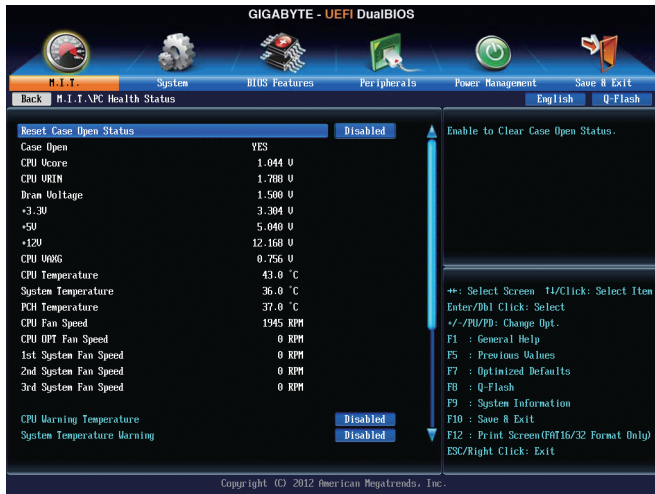 GIGABYTE - UEFI DualBIOS
M.I.T. System BIOS Features Peripherals Power Management Save & Exit
Back M.I.T.\PC Health Status English Q-Flash
Reset Case Open Status Disabled
Case Open YES
CPU Vcore 1.044 V
CPU VRIN 1.788 V
Dram Voltage 1.500 V
+3.3V 3.304 V
+5V 5.040 V
+12V 12.168 V
CPU VAXG 0.756 V
CPU Temperature 43.0 °C
System Temperature 36.0 °C
PCH Temperature 37.0 °C
CPU Fan Speed 1945 RPM
CPU OPT Fan Speed 0 RPM
1st System Fan Speed 0 RPM
2nd System Fan Speed 0 RPM
3rd System Fan Speed 0 RPM
CPU Warning Temperature Disabled
System Temperature Warning Disabled
Enable to Clear Case Open Status.
→←: Select Screen ↑↓/Click: Select Item
Enter/Dbl Click: Select
+/-/PU/PD: Change Opt.
F1 : General Help
F5 : Previous Values
F7 : Optimized Defaults
F8 : Q-Flash
F9 : System Information
F10 : Save & Exit
F12 : Print Screen(FAT16/32 Format Only)
ESC/Right Click: Exit
Copyright (C) 2012 American Megatrends, Inc.